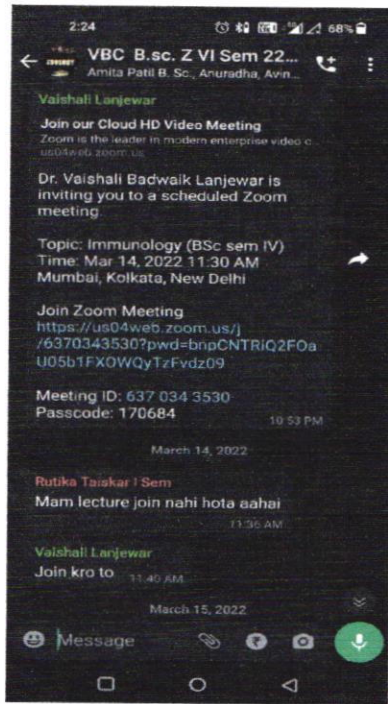 2:24
68%
VBC B.sc. Z VI Sem 22...
Amita Patil B. Sc., Anuradha, Avin...
Vaishali Lanjewar
Join our Cloud HD Video Meeting
Zoom is the leader in modern enterprise video c...
us04web.zoom.us
Dr. Vaishali Badwaik Lanjewar is
inviting you to a scheduled Zoom
meeting.
Topic: Immunology (BSc sem IV)
Time: Mar 14, 2022 11:30 AM
Mumbai, Kolkata, New Delhi
Join Zoom Meeting
https://us04web.zoom.us/j
/6370343530?pwd=bnpCNTRiQ2FOa
U05b1FXOWQyTzFvdz09
Meeting ID: 637 034 3530
Passcode: 170684
10:53 PM
March 14, 2022
Rutika Taiskar I Sem
Mam lecture join nahi hota aahai
11:36 AM
Vaishali Lanjewar
Join kro to 11:40 AM
March 15, 2022
Message